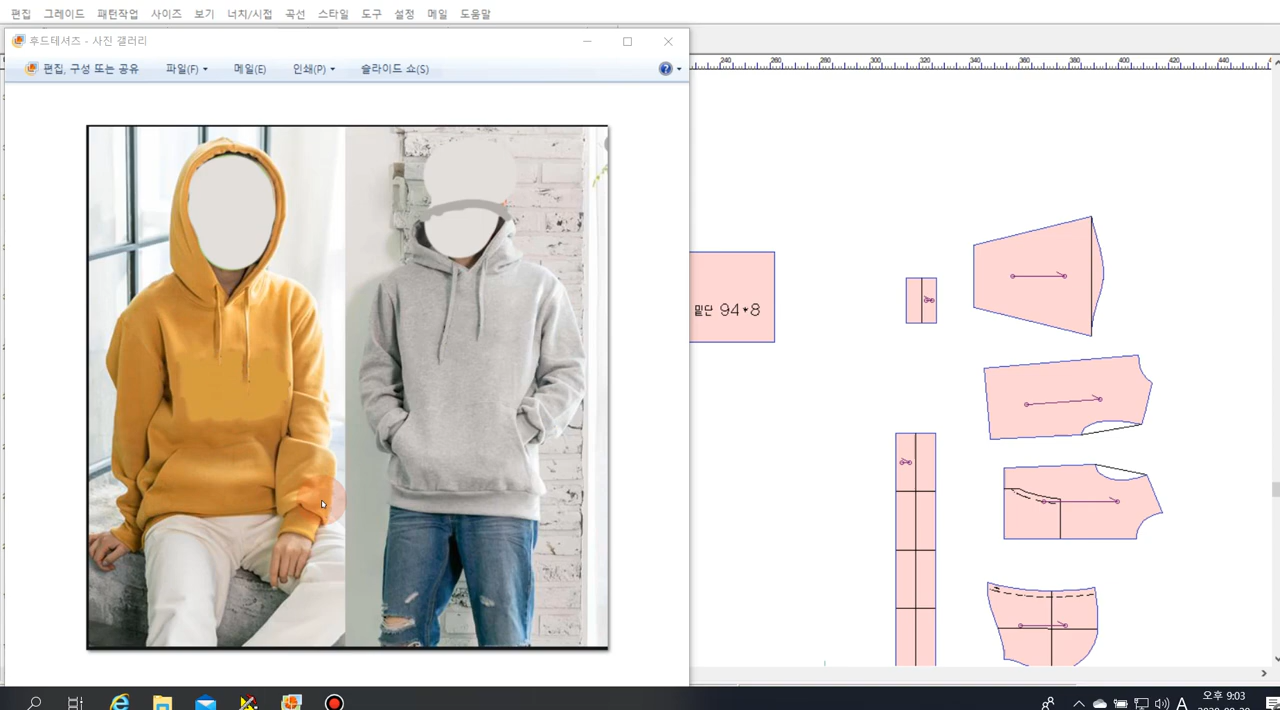 편집 그레이드 패턴작업 사이즈 보기 너치/시접 곡선 스타일 도구 설정 메일 도움말
후드테셔즈 - 사진 갤러리
편집, 구성 또는 공유 파일(F) 메일(E) 인쇄(P) 슬라이드 쇼(S)
240 260 280 300 320 340 360 380 400 420 440
밑단 94*8
A 오후 9:03